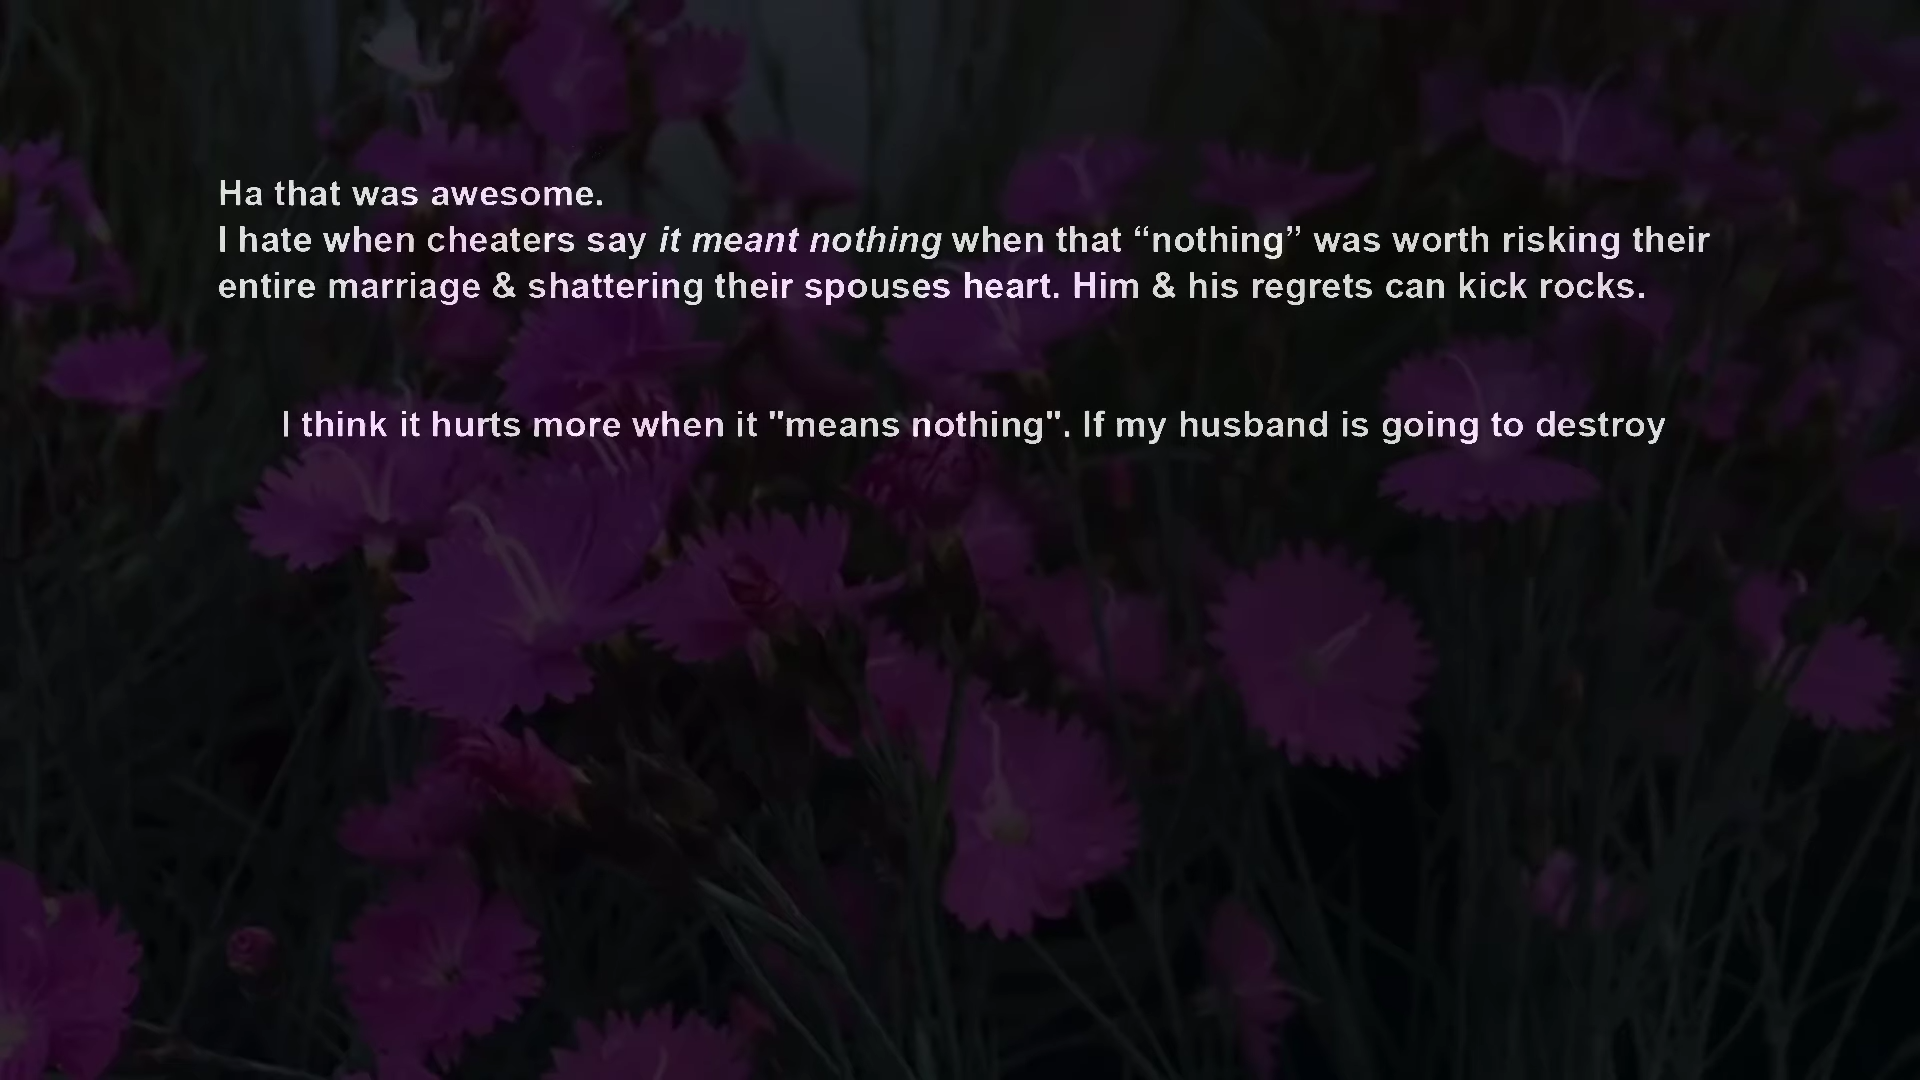 Ha that was awesome.
I hate when cheaters say it meant nothing when that “nothing” was worth risking their
entire marriage & shattering their spouses heart. Him & his regrets can kick rocks.
I think it hurts more when it "means nothing". If my husband is going to destroy